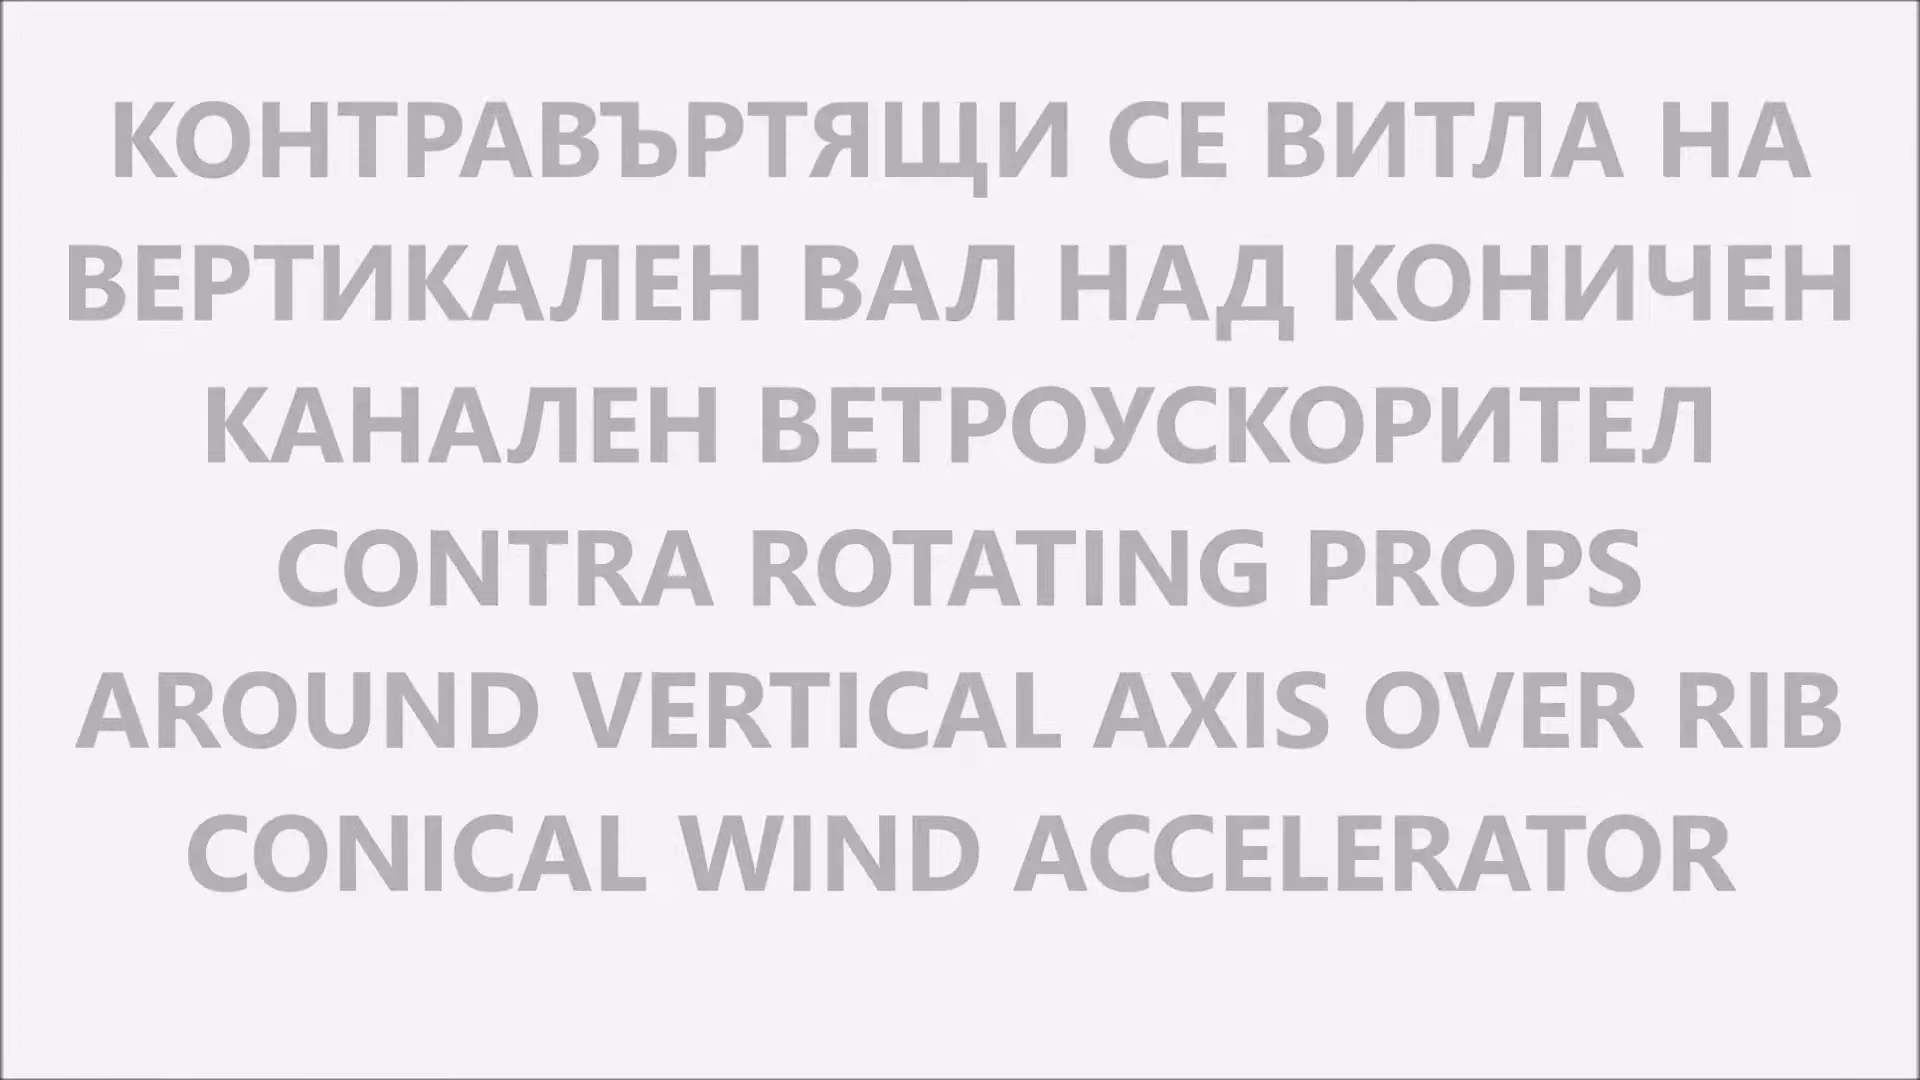 КОНТРАВЪРТЯЩИ СЕ ВИТЛА НА
ВЕРТИКАЛЕН ВАЛ НАД КОНИЧЕН
КАНАЛЕН ВЕТРОУСКОРИТЕЛ
CONTRA ROTATING PROPS
AROUND VERTICAL AXIS OVER RIB
CONICAL WIND ACCELERATOR